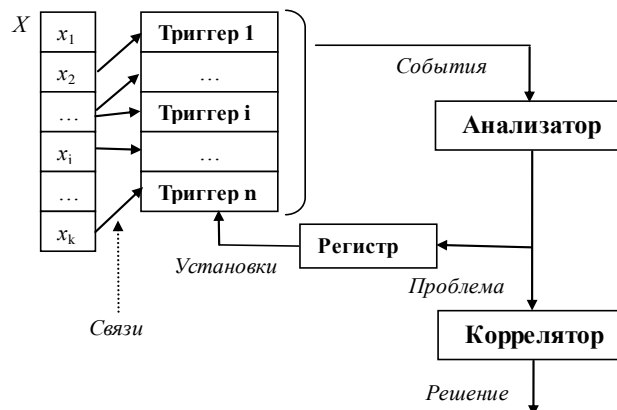 X
x1
x2
…
xi
…
xk
Триггер 1
…
Триггер i
…
Триггер n
События
Анализатор
Регистр
Установки
Проблема
Связи
Коррелятор
Решение